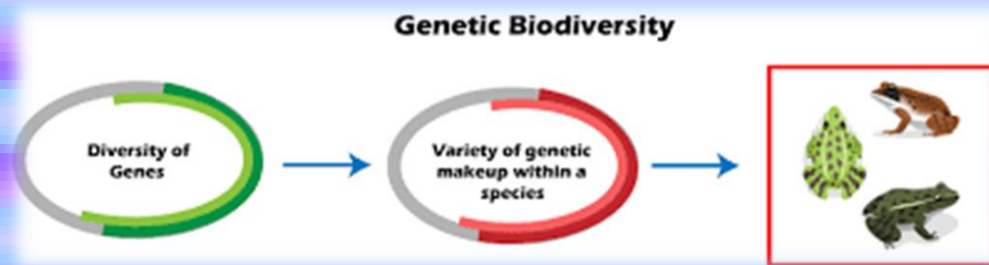 Genetic Biodiversity
Diversity of
Genes
Variety of genetic
makeup within a
species